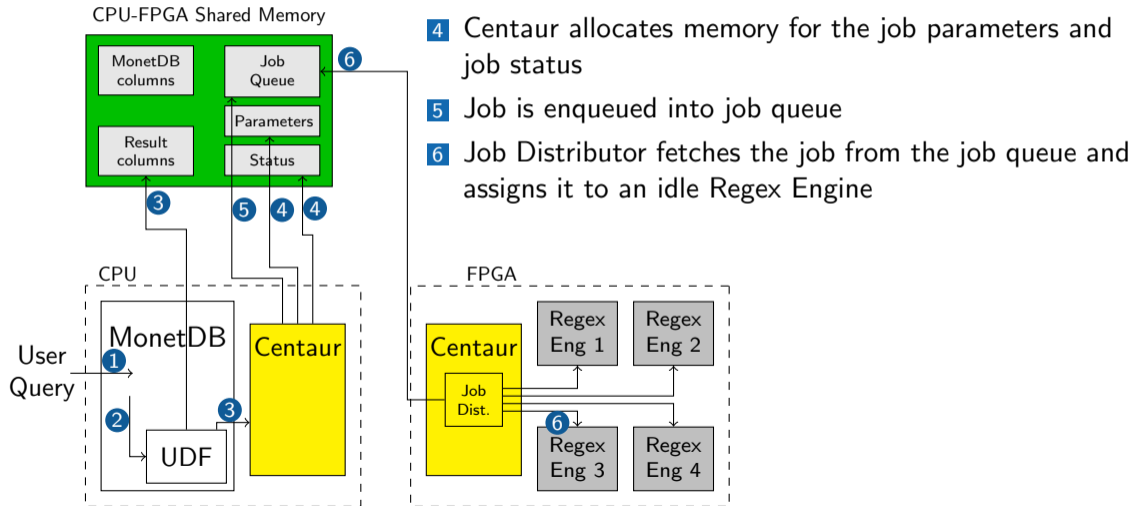 CPU-FPGA Shared Memory
MonetDB
columns
Job
Queue
Parameters
Result
columns
Status
6
3
5
4
4
4 Centaur allocates memory for the job parameters and
job status
5 Job is enqueued into job queue
6 Job Distributor fetches the job from the job queue and
assigns it to an idle Regex Engine
CPU
MonetDB
User
Query
1
2
3
UDF
Centaur
FPGA
Centaur
Job
Dist.
Regex
Eng 1
Regex
Eng 2
6
Regex
Eng 3
Regex
Eng 4